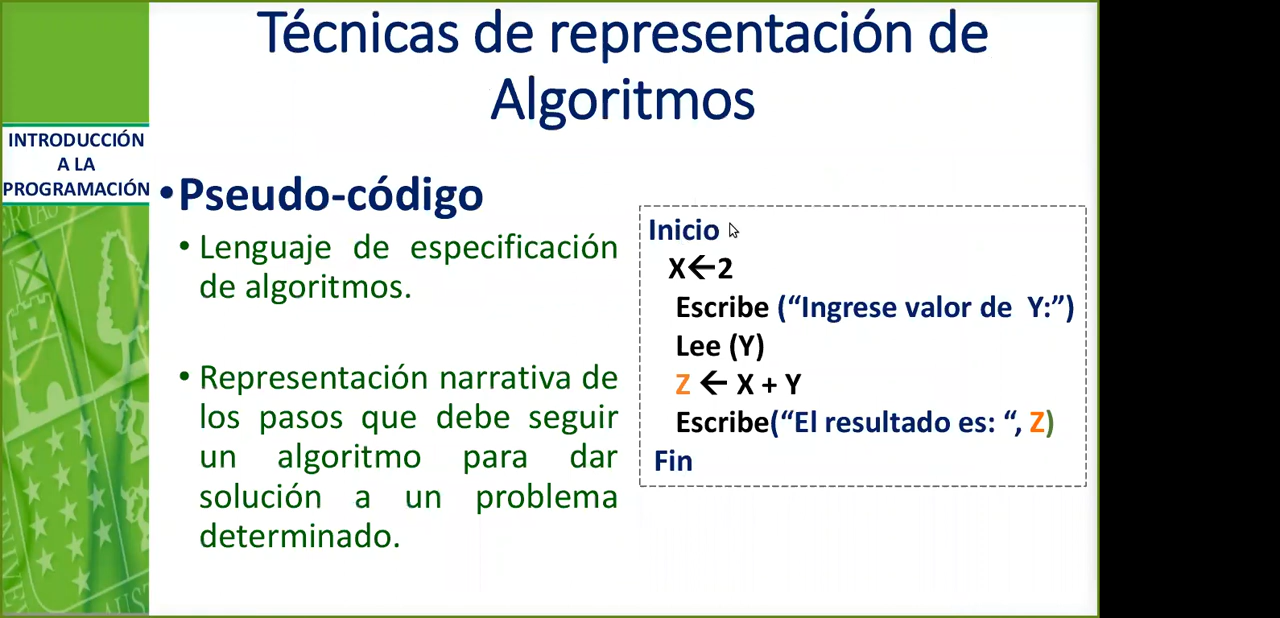 Técnicas de representación de
Algoritmos
INTRODUCCIÓN
A LA
PROGRAMACIÓN
•Pseudo-código
• Lenguaje de especificación
de algoritmos.
• Representación narrativa de
los pasos que debe seguir
un algoritmo para dar
solución a un problema
determinado.
Inicio
X←2
Escribe (“Ingrese valor de Y:”)
Lee (Y)
Z ← X + Y
Escribe(“El resultado es: “, Z)
Fin